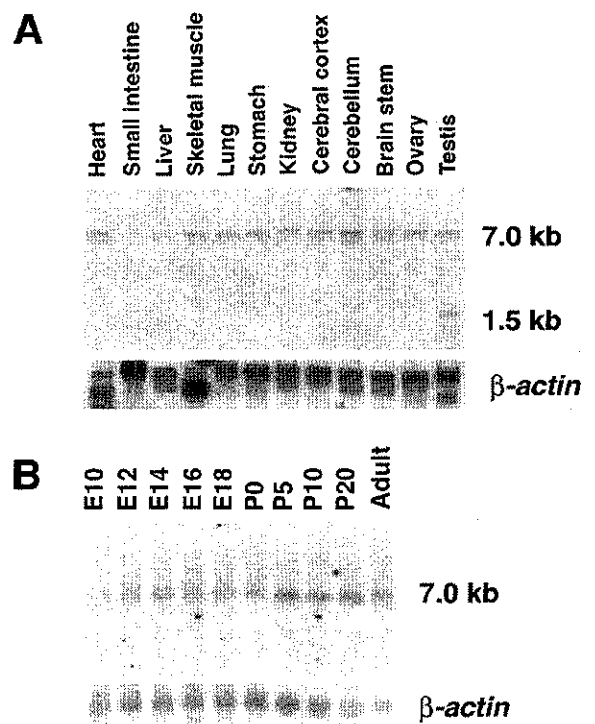 A
Heart
Small intestine
Liver
Skeletal muscle
Lung
Stomach
Kidney
Cerebral cortex
Cerebellum
Brain stem
Ovary
Testis
7.0 kb
1.5 kb
β-actin
B
E10
E12
E14
E16
E18
P0
P5
P10
P20
Adult
7.0 kb
β-actin